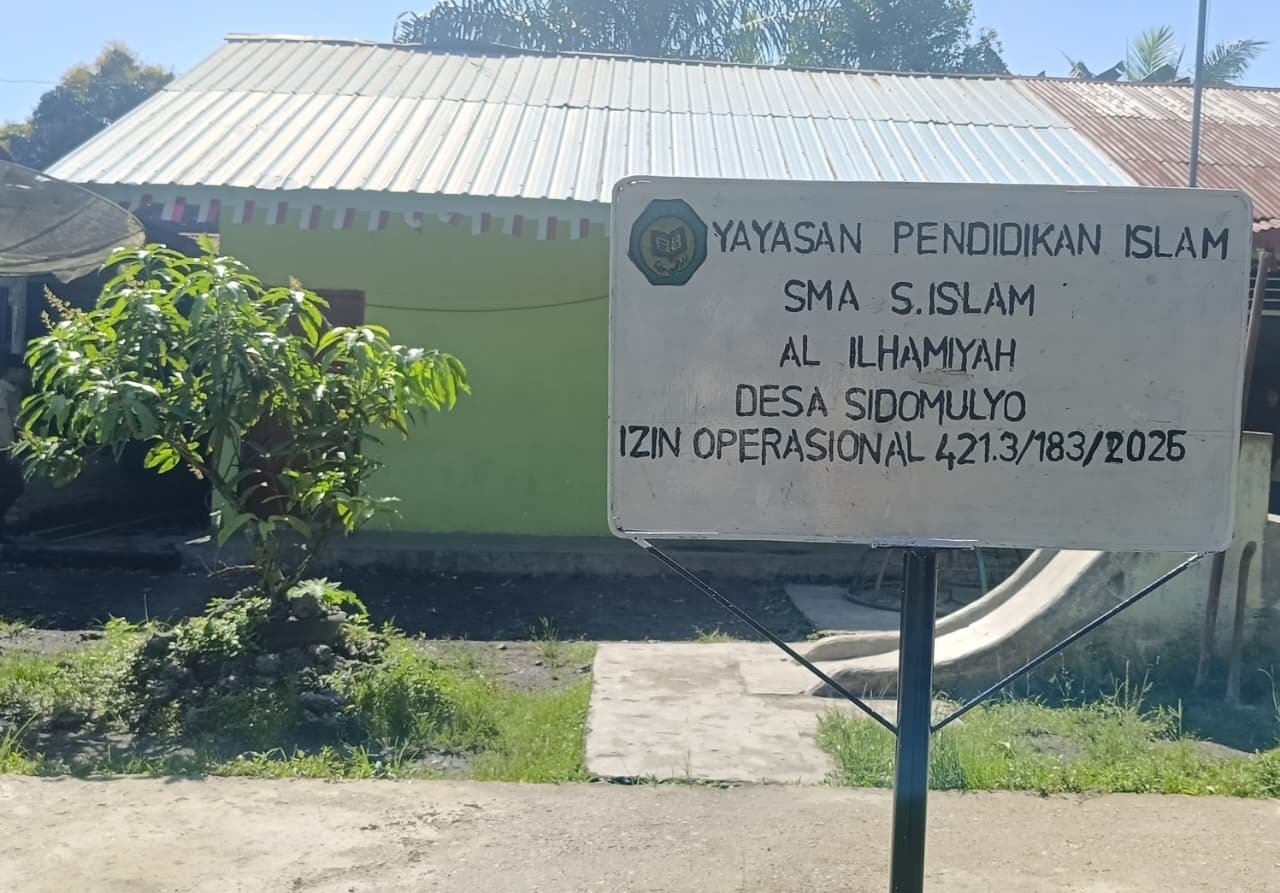 YAYASAN PENDIDIKAN ISLAM
SMA S.ISLAM
AL ILHAMIYAH
DESA SIDOMULYO
IZIN OPERASIONAL 421.3/183/2025